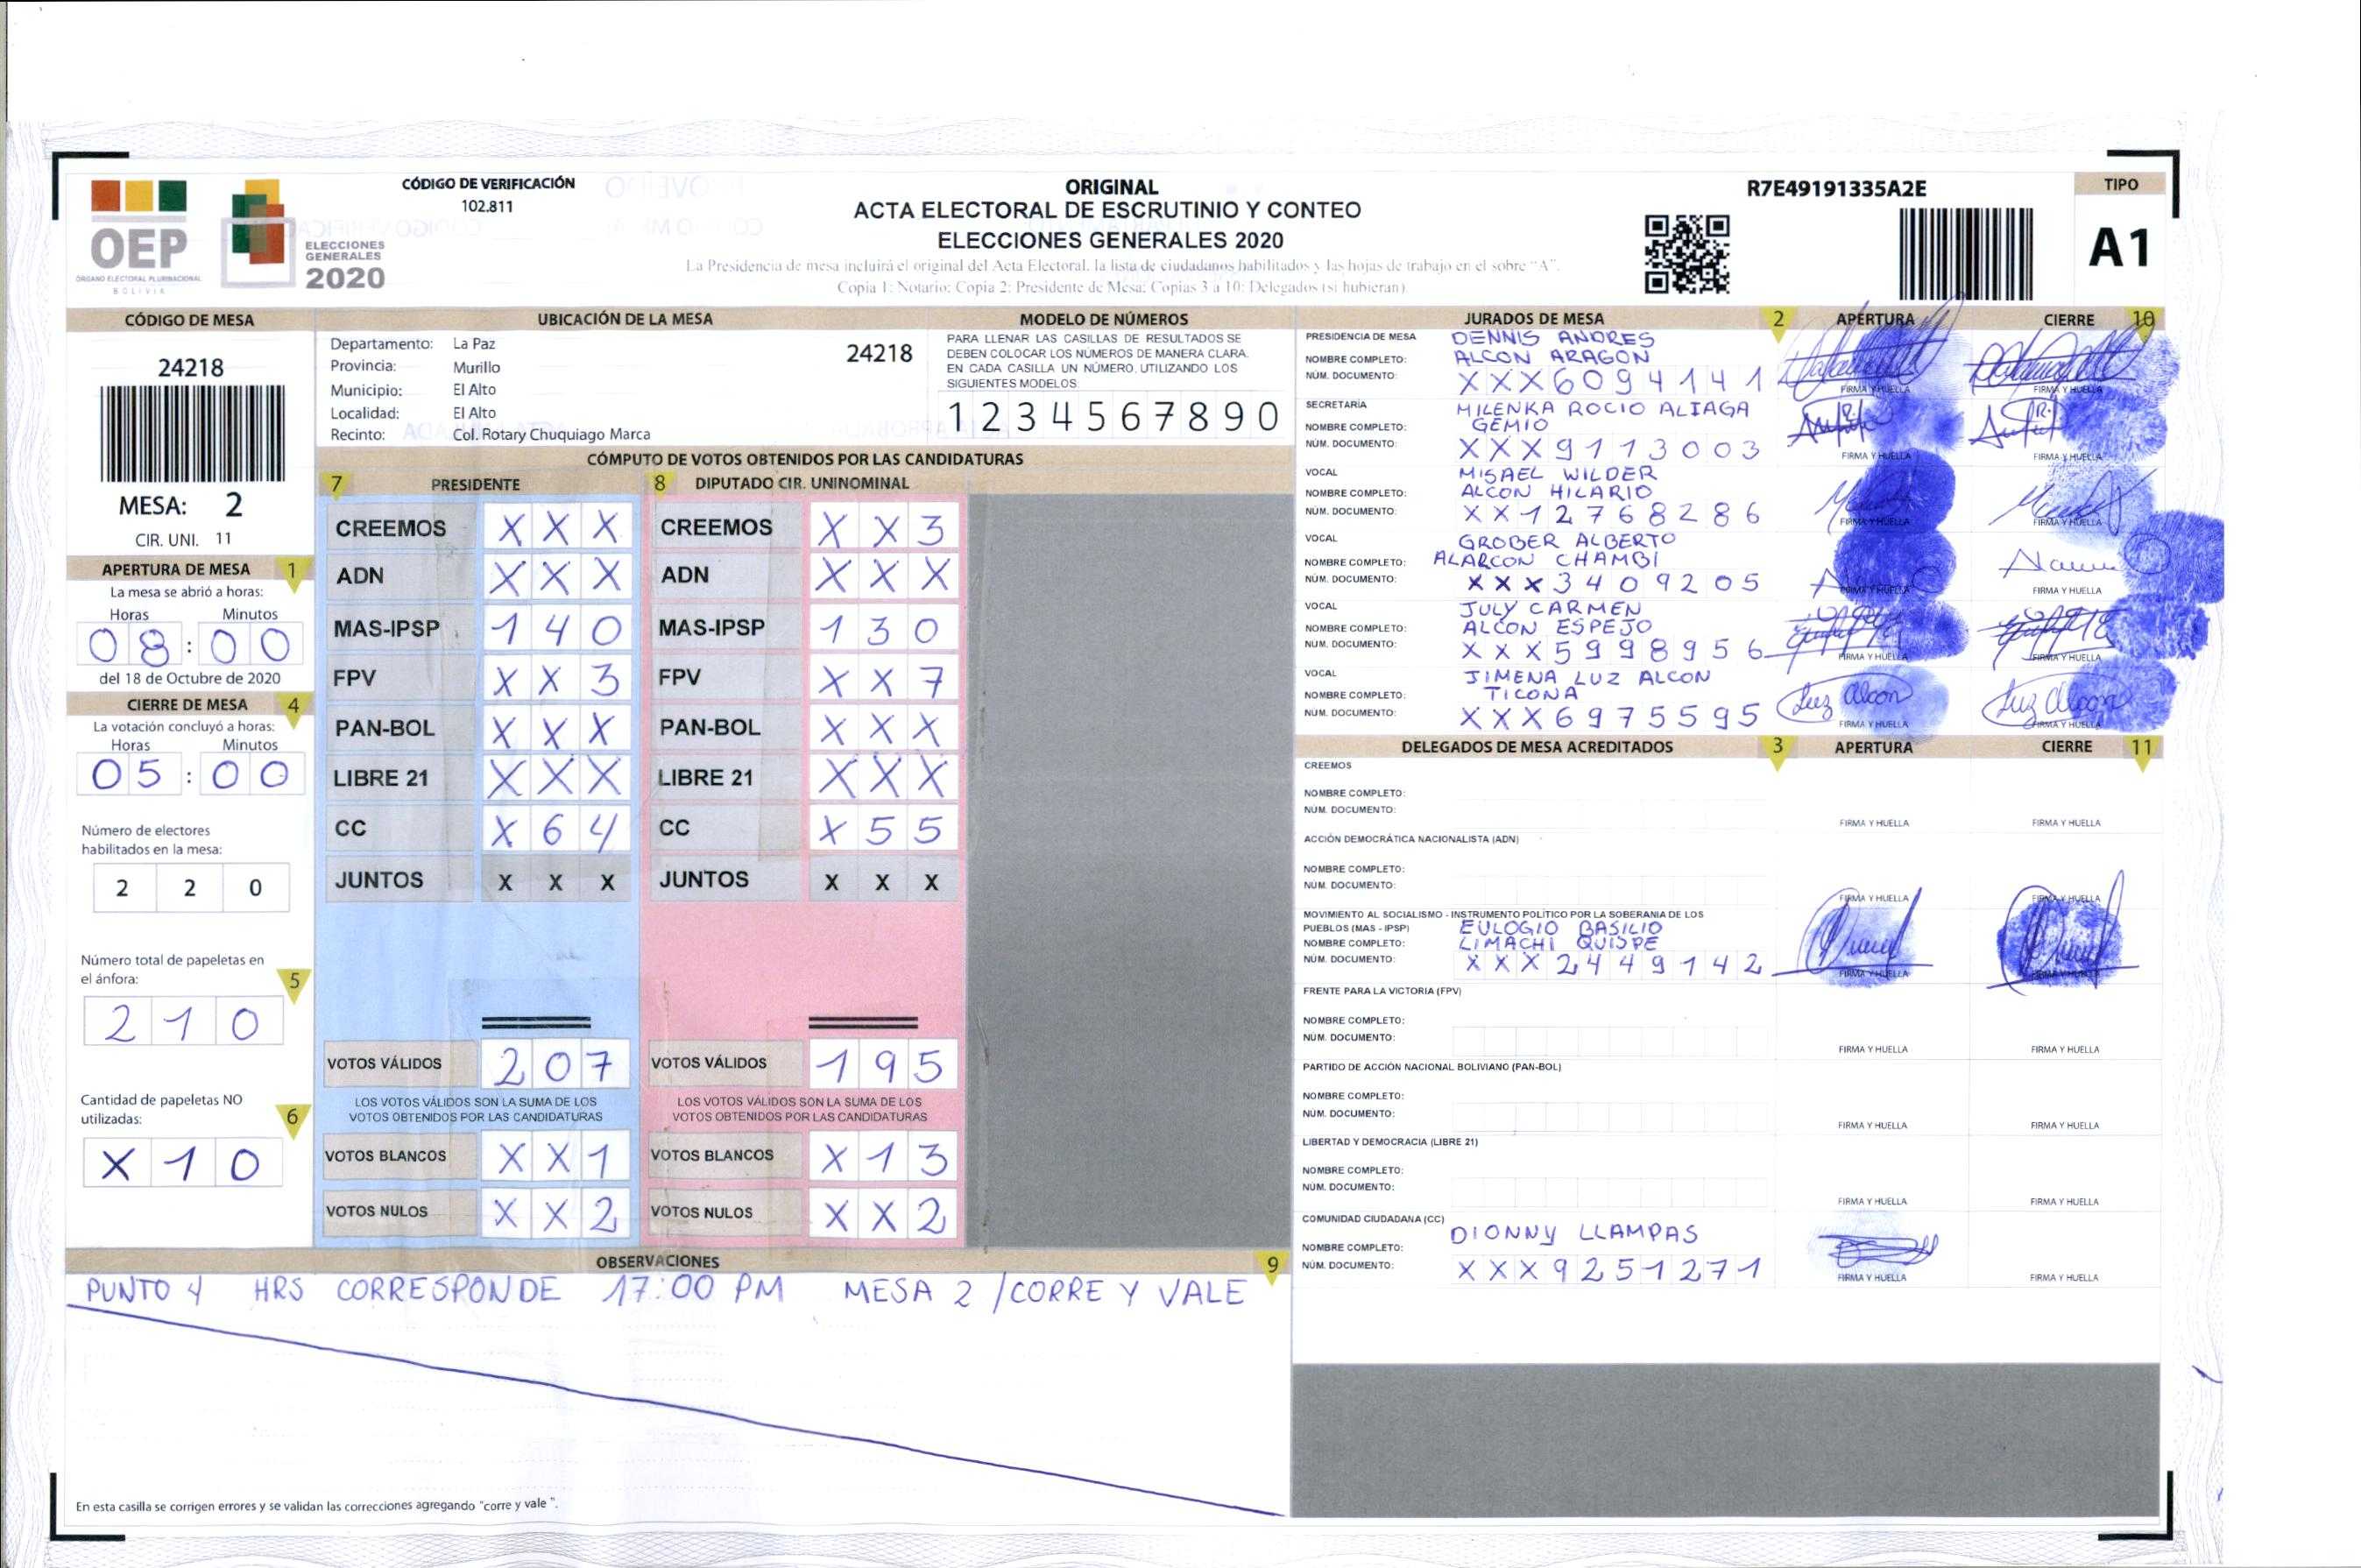 CÓDIGO DE VERIFICACIÓN
102.811
OEP
ÓRGANO ELECTORAL PLURINACIONAL
BOLIVIA
ELECCIONES
GENERALES
2020
ORIGINAL
ACTA ELECTORAL DE ESCRUTINIO Y CONTEO
ELECCIONES GENERALES 2020
La Presidencia de mesa incluirá el original del Acta Electoral, la lista de ciudadanos habilitados y las hojas de trabajo en el sobre "A".
Copia 1: Notario; Copia 2: Presidente de Mesa; Copias 3 a 10: Delegados (si hubieran)
R7E49191335A2E
TIPO
A1
CÓDIGO DE MESA
24218
MESA: 2
CIR. UNI. 11
APERTURA DE MESA 1
La mesa se abrió a horas:
Horas Minutos
08:00
del 18 de Octubre de 2020
CIERRE DE MESA 4
La votación concluyó a horas:
Horas Minutos
05:00
Número de electores
habilitados en la mesa:
2 2 0
Número total de papeletas en
el ánfora: 5
2 1 0
Cantidad de papeletas NO
utilizadas: 6
X 1 0
UBICACIÓN DE LA MESA
Departamento: La Paz
Provincia: Murillo
Municipio: El Alto
Localidad: El Alto
Recinto: Col. Rotary Chuquiago Marca
24218
MODELO DE NÚMEROS
PARA LLENAR LAS CASILLAS DE RESULTADOS SE
DEBEN COLOCAR LOS NÚMEROS DE MANERA CLARA.
EN CADA CASILLA UN NÚMERO, UTILIZANDO LOS
SIGUIENTES MODELOS:
1 2 3 4 5 6 7 8 9 0
CÓMPUTO DE VOTOS OBTENIDOS POR LAS CANDIDATURAS
7 PRESIDENTE
CREEMOS X X X
ADN X X X
MAS-IPSP 1 4 0
FPV X X 3
PAN-BOL X X X
LIBRE 21 X X X
CC X 6 4
JUNTOS X X X
VOTOS VÁLIDOS 2 0 7
LOS VOTOS VÁLIDOS SON LA SUMA DE LOS
VOTOS OBTENIDOS POR LAS CANDIDATURAS
VOTOS BLANCOS X X 1
VOTOS NULOS X X 2
8 DIPUTADO CIR. UNINOMINAL
CREEMOS X X 3
ADN X X X
MAS-IPSP 1 3 0
FPV X X 7
PAN-BOL X X X
LIBRE 21 X X X
CC X 5 5
JUNTOS X X X
VOTOS VÁLIDOS 1 9 5
LOS VOTOS VÁLIDOS SON LA SUMA DE LOS
VOTOS OBTENIDOS POR LAS CANDIDATURAS
VOTOS BLANCOS X 1 3
VOTOS NULOS X X 2
OBSERVACIONES 9
PUNTO 4 HRS CORRESPONDE 17:00 PM MESA 2 /CORRE Y VALE
En esta casilla se corrigen errores y se validan las correcciones agregando "corre y vale ".
JURADOS DE MESA 2 APERTURA CIERRE 10
PRESIDENCIA DE MESA DENNIS ANDRES
NOMBRE COMPLETO: ALCON ARAGON
NÚM. DOCUMENTO: XXX6094141
FIRMA Y HUELLA FIRMA Y HUELLA
SECRETARÍA MILENKA ROCIO ALIAGA
NOMBRE COMPLETO: GEMIO
NÚM. DOCUMENTO: XXX9113003
FIRMA Y HUELLA FIRMA Y HUELLA
VOCAL MISAEL WILDER
NOMBRE COMPLETO: ALCON HILARIO
NÚM. DOCUMENTO: XX12768286
FIRMA Y HUELLA FIRMA Y HUELLA
VOCAL GROBER ALBERTO
NOMBRE COMPLETO: ALARCON CHAMBI
NÚM. DOCUMENTO: XXX3409205
FIRMA Y HUELLA FIRMA Y HUELLA
VOCAL JULY CARMEN
NOMBRE COMPLETO: ALCON ESPEJO
NÚM. DOCUMENTO: XXX5998956
FIRMA Y HUELLA FIRMA Y HUELLA
VOCAL JIMENA LUZ ALCON
NOMBRE COMPLETO: TICONA
NÚM. DOCUMENTO: XXX6975595
Luz Alcon Luz Alcon
FIRMA Y HUELLA FIRMA Y HUELLA
DELEGADOS DE MESA ACREDITADOS 3 APERTURA CIERRE 11
CREEMOS
NOMBRE COMPLETO:
NÚM. DOCUMENTO:
FIRMA Y HUELLA FIRMA Y HUELLA
ACCIÓN DEMOCRÁTICA NACIONALISTA (ADN)
NOMBRE COMPLETO:
NÚM. DOCUMENTO:
FIRMA Y HUELLA FIRMA Y HUELLA
MOVIMIENTO AL SOCIALISMO - INSTRUMENTO POLÍTICO POR LA SOBERANIA DE LOS
PUEBLOS (MAS - IPSP) EULOGIO BASILIO
NOMBRE COMPLETO: LIMACHI QUISPE
NÚM. DOCUMENTO: XXX2449142
FIRMA Y HUELLA FIRMA Y HUELLA
FRENTE PARA LA VICTORIA (FPV)
NOMBRE COMPLETO:
NÚM. DOCUMENTO:
FIRMA Y HUELLA FIRMA Y HUELLA
PARTIDO DE ACCIÓN NACIONAL BOLIVIANO (PAN-BOL)
NOMBRE COMPLETO:
NÚM. DOCUMENTO:
FIRMA Y HUELLA FIRMA Y HUELLA
LIBERTAD Y DEMOCRACIA (LIBRE 21)
NOMBRE COMPLETO:
NÚM. DOCUMENTO:
FIRMA Y HUELLA FIRMA Y HUELLA
COMUNIDAD CIUDADANA (CC) DIONNY LLAMPAS
NOMBRE COMPLETO:
NÚM. DOCUMENTO: XXX9251271
FIRMA Y HUELLA FIRMA Y HUELLA